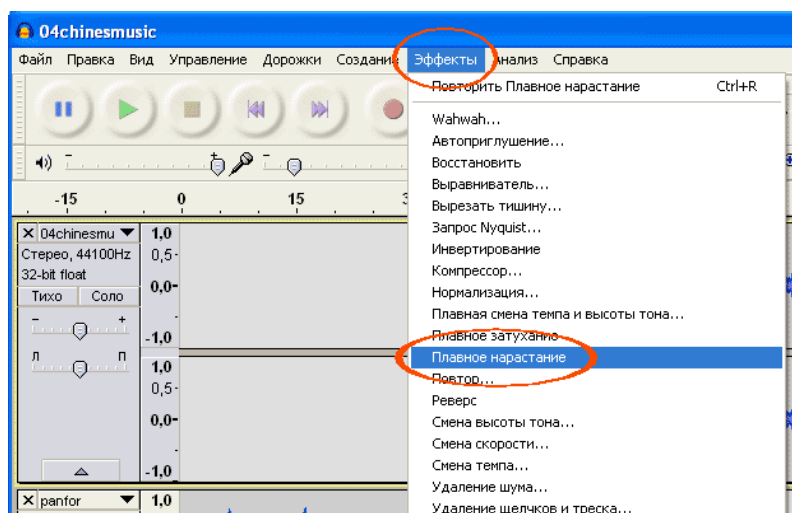 04chinesmusic
Файл Правка Вид Управление Дорожки Создание Эффекты Анализ Справка
Повторить Плавное нарастание Ctrl+R
Wahwah...
Автоприглушение...
Восстановить
Выравниватель...
Вырезать тишину...
Запрос Nyquist...
Инвертирование
Компрессор...
Нормализация...
Плавная смена темпа и высоты тона...
Плавное затухание
Плавное нарастание
Повтор...
Реверс
Смена высоты тона...
Смена скорости...
Смена темпа...
Удаление шума...
Удаление щелчков и треска...
-15 0 15
04chinesmu 1,0
Стерео, 44100Hz 0,5
32-bit float 0,0
Тихо Соло
- + -1,0
Л П 1,0
0,5
0,0
-1,0
panfor 1,0